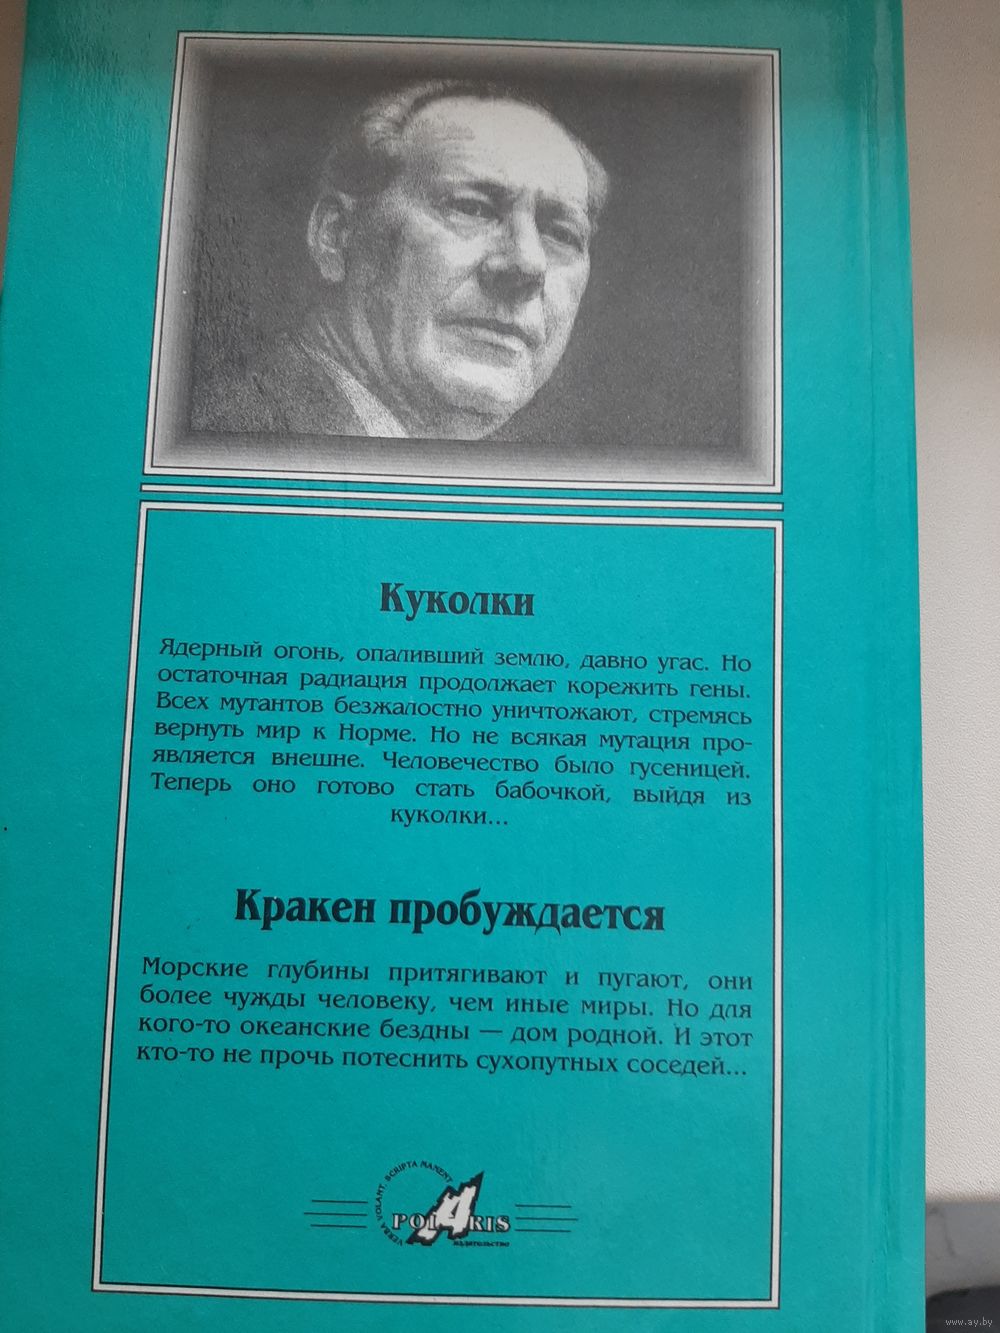 Куколки
Ядерный огонь, опаливший землю, давно угас. Но
остаточная радиация продолжает корежить гены.
Всех мутантов безжалостно уничтожают, стремясь
вернуть мир к Норме. Но не всякая мутация про-
является внешне. Человечество было гусеницей.
Теперь оно готово стать бабочкой, выйдя из
куколки...
Кракен пробуждается
Морские глубины притягивают и пугают, они
более чужды человеку, чем иные миры. Но для
кого-то океанские бездны — дом родной. И этот
кто-то не прочь потеснить сухопутных соседей...
VERBA VOLANT, SCRIPTA MANENT
POLARIS
издательство
www.ay.by